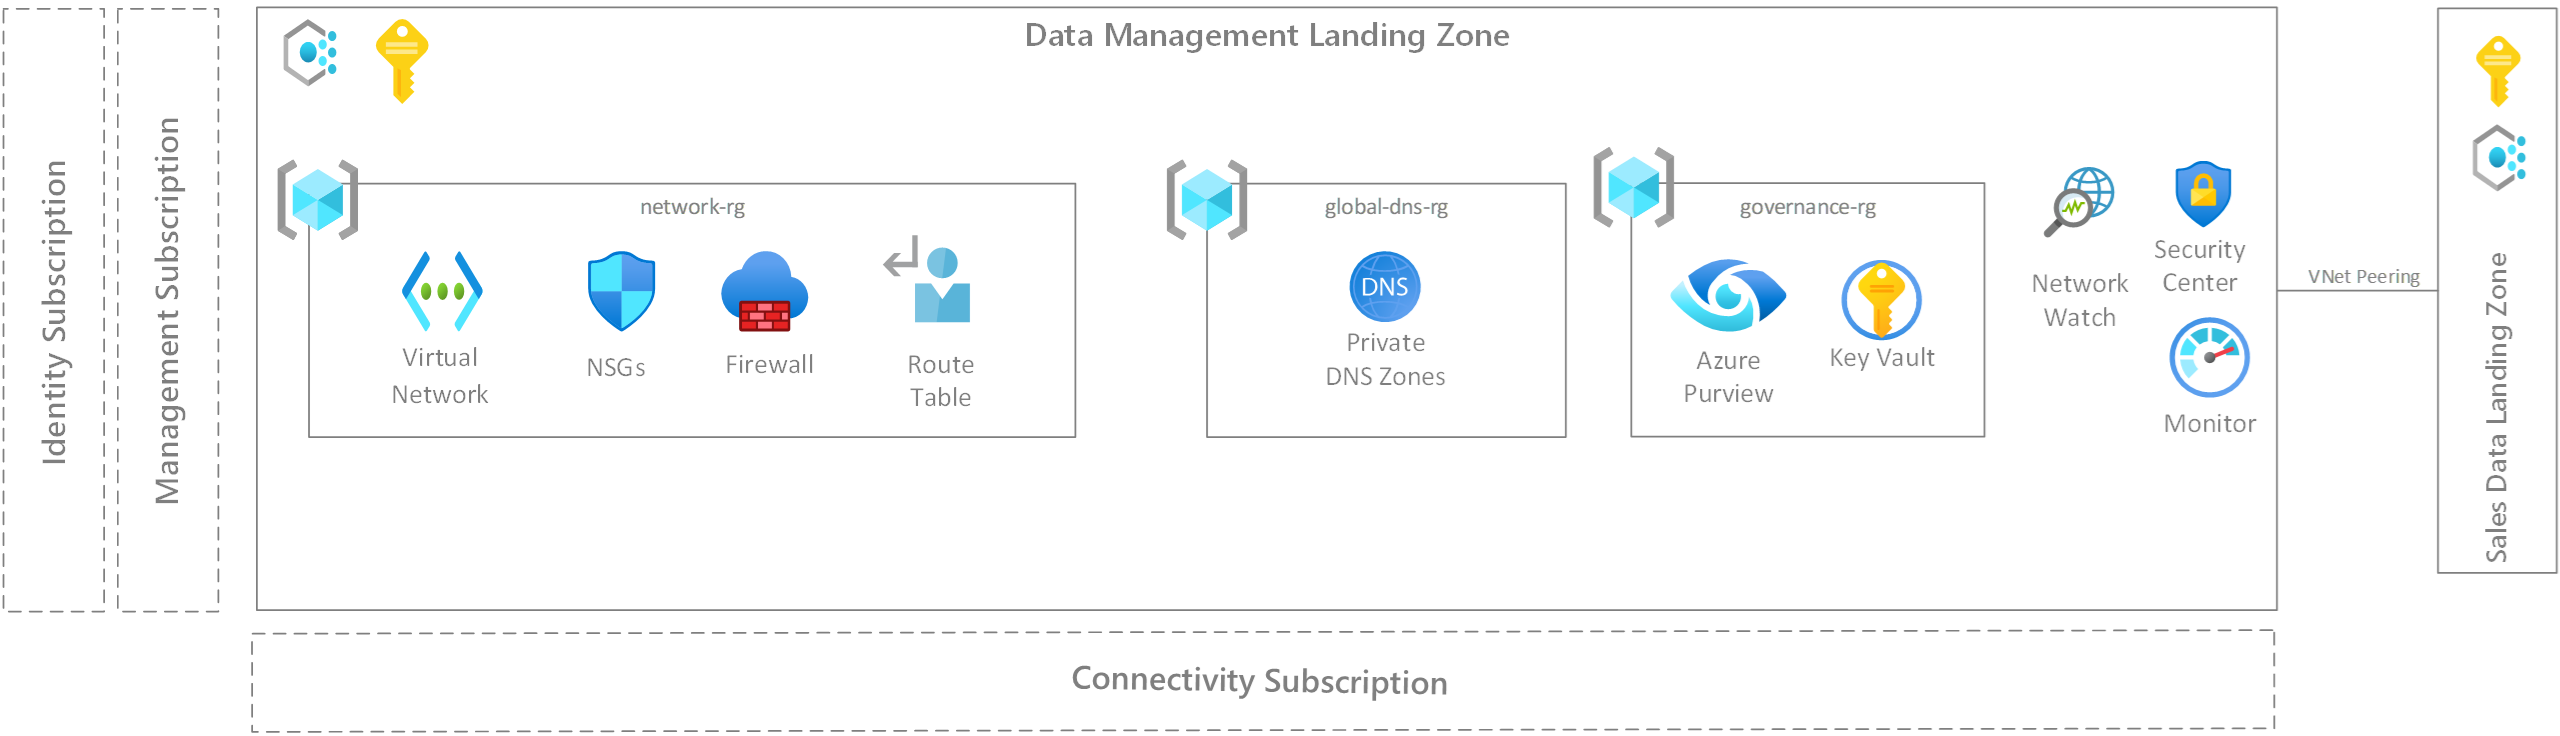 Identity Subscription
Management Subscription
Data Management Landing Zone
network-rg
Virtual
Network
NSGs
Firewall
Route
Table
global-dns-rg
DNS
Private
DNS Zones
governance-rg
Azure
Purview
Key Vault
Network
Watch
Security
Center
Monitor
VNet Peering
Sales Data Landing Zone
Connectivity Subscription